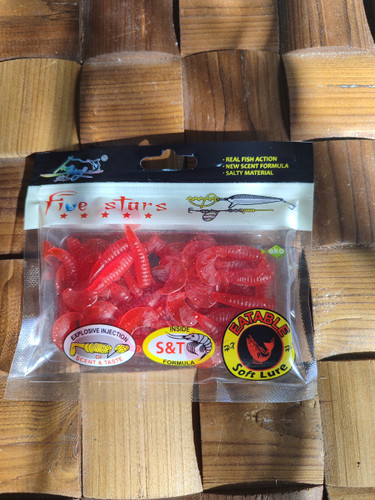 · REAL FISH ACTION
· NEW SCENT FORMULA
· SALTY MATERIAL
five stars
EXPLOSIVE INJECTION
OF
SCENT & TASTE
INSIDE
S&T
FORMULA
EATABLE
Soft Lure